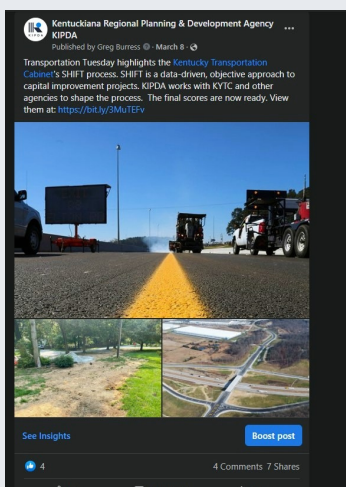 Kentuckiana Regional Planning & Development Agency
KIPDA
KIPDA
Published by Greg Burress · March 8 ·
Transportation Tuesday highlights the Kentucky Transportation
Cabinet's SHIFT process. SHIFT is a data-driven, objective approach to
capital improvement projects. KIPDA works with KYTC and other
agencies to shape the process. The final scores are now ready. View
them at: https://bit.ly/3MuTEFv
See Insights
Boost post
4
4 Comments 7 Shares